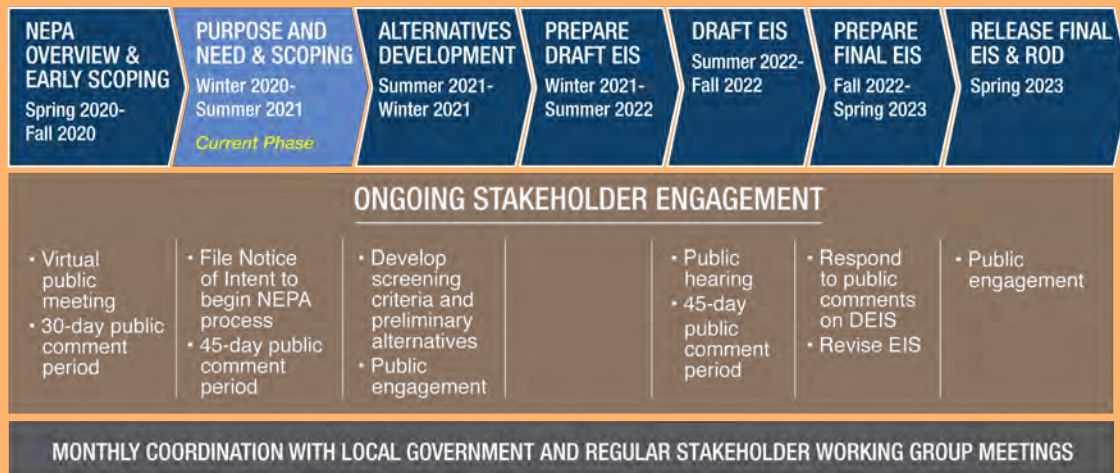 NEPA
OVERVIEW &
EARLY SCOPING
Spring 2020-
Fall 2020
PURPOSE AND
NEED & SCOPING
Winter 2020-
Summer 2021
Current Phase
ALTERNATIVES
DEVELOPMENT
Summer 2021-
Winter 2021
PREPARE
DRAFT EIS
Winter 2021-
Summer 2022
DRAFT EIS
Summer 2022-
Fall 2022
PREPARE
FINAL EIS
Fall 2022-
Spring 2023
RELEASE FINAL
EIS & ROD
Spring 2023
ONGOING STAKEHOLDER ENGAGEMENT
• Virtual
public
meeting
• 30-day public
comment
period
• File Notice
of Intent to
begin NEPA
process
• 45-day public
comment
period
• Develop
screening
criteria and
preliminary
alternatives
• Public
engagement
• Public
hearing
• 45-day
public
comment
period
• Respond
to public
comments
on DEIS
• Revise EIS
• Public
engagement
MONTHLY COORDINATION WITH LOCAL GOVERNMENT AND REGULAR STAKEHOLDER WORKING GROUP MEETINGS